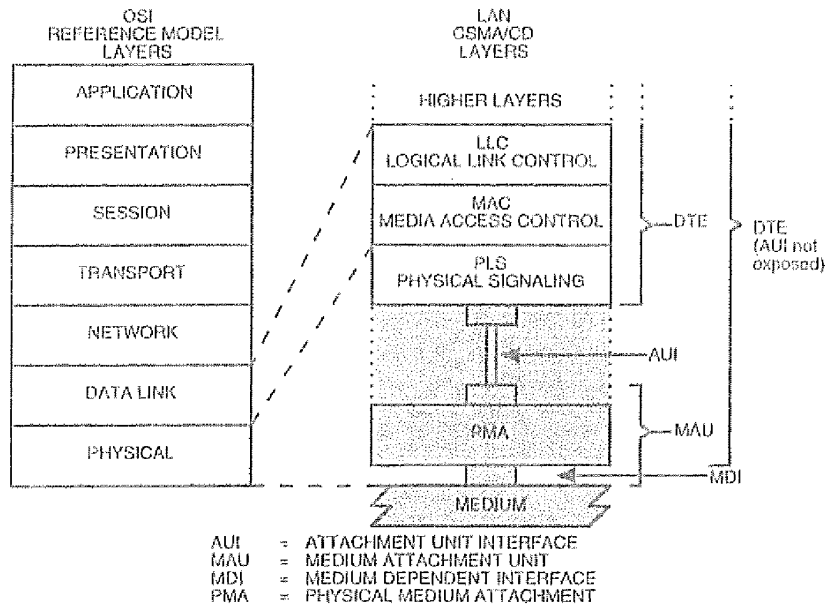 OSI
REFERENCE MODEL
LAYERS
APPLICATION
PRESENTATION
SESSION
TRANSPORT
NETWORK
DATA LINK
PHYSICAL
LAN
CSMA/CD
LAYERS
HIGHER LAYERS
LLC
LOGICAL LINK CONTROL
MAC
MEDIA ACCESS CONTROL
PLS
PHYSICAL SIGNALING
PMA
MEDIUM
DTE
DTE
(AUI not
exposed)
AUI
MAU
MDI
AUI = ATTACHMENT UNIT INTERFACE
MAU = MEDIUM ATTACHMENT UNIT
MDI = MEDIUM DEPENDENT INTERFACE
PMA = PHYSICAL MEDIUM ATTACHMENT